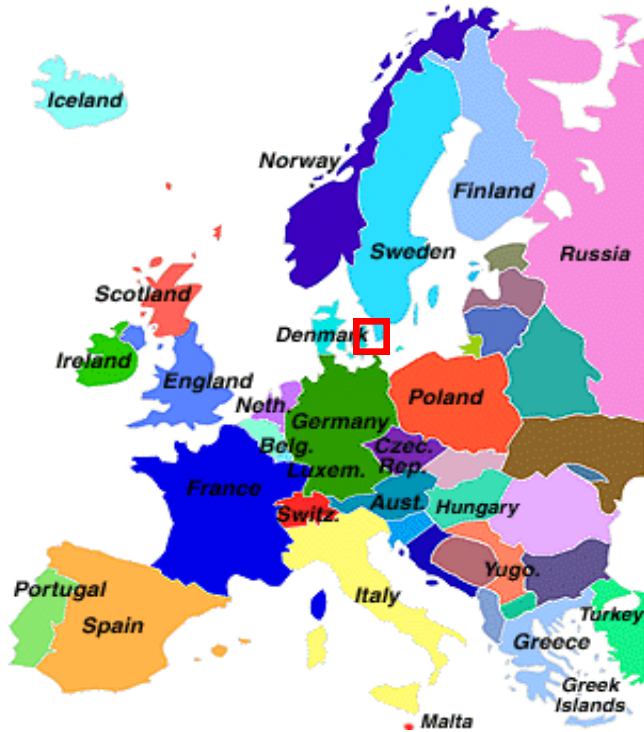 Iceland
Norway
Finland
Sweden
Russia
Scotland
Denmark
Ireland
England
Neth.
Poland
Germany
Belg.
Czec.
Rep.
Luxem.
France
Aust.
Hungary
Switz.
Yugo.
Portugal
Italy
Spain
Turkey
Greece
Greek
Islands
Malta